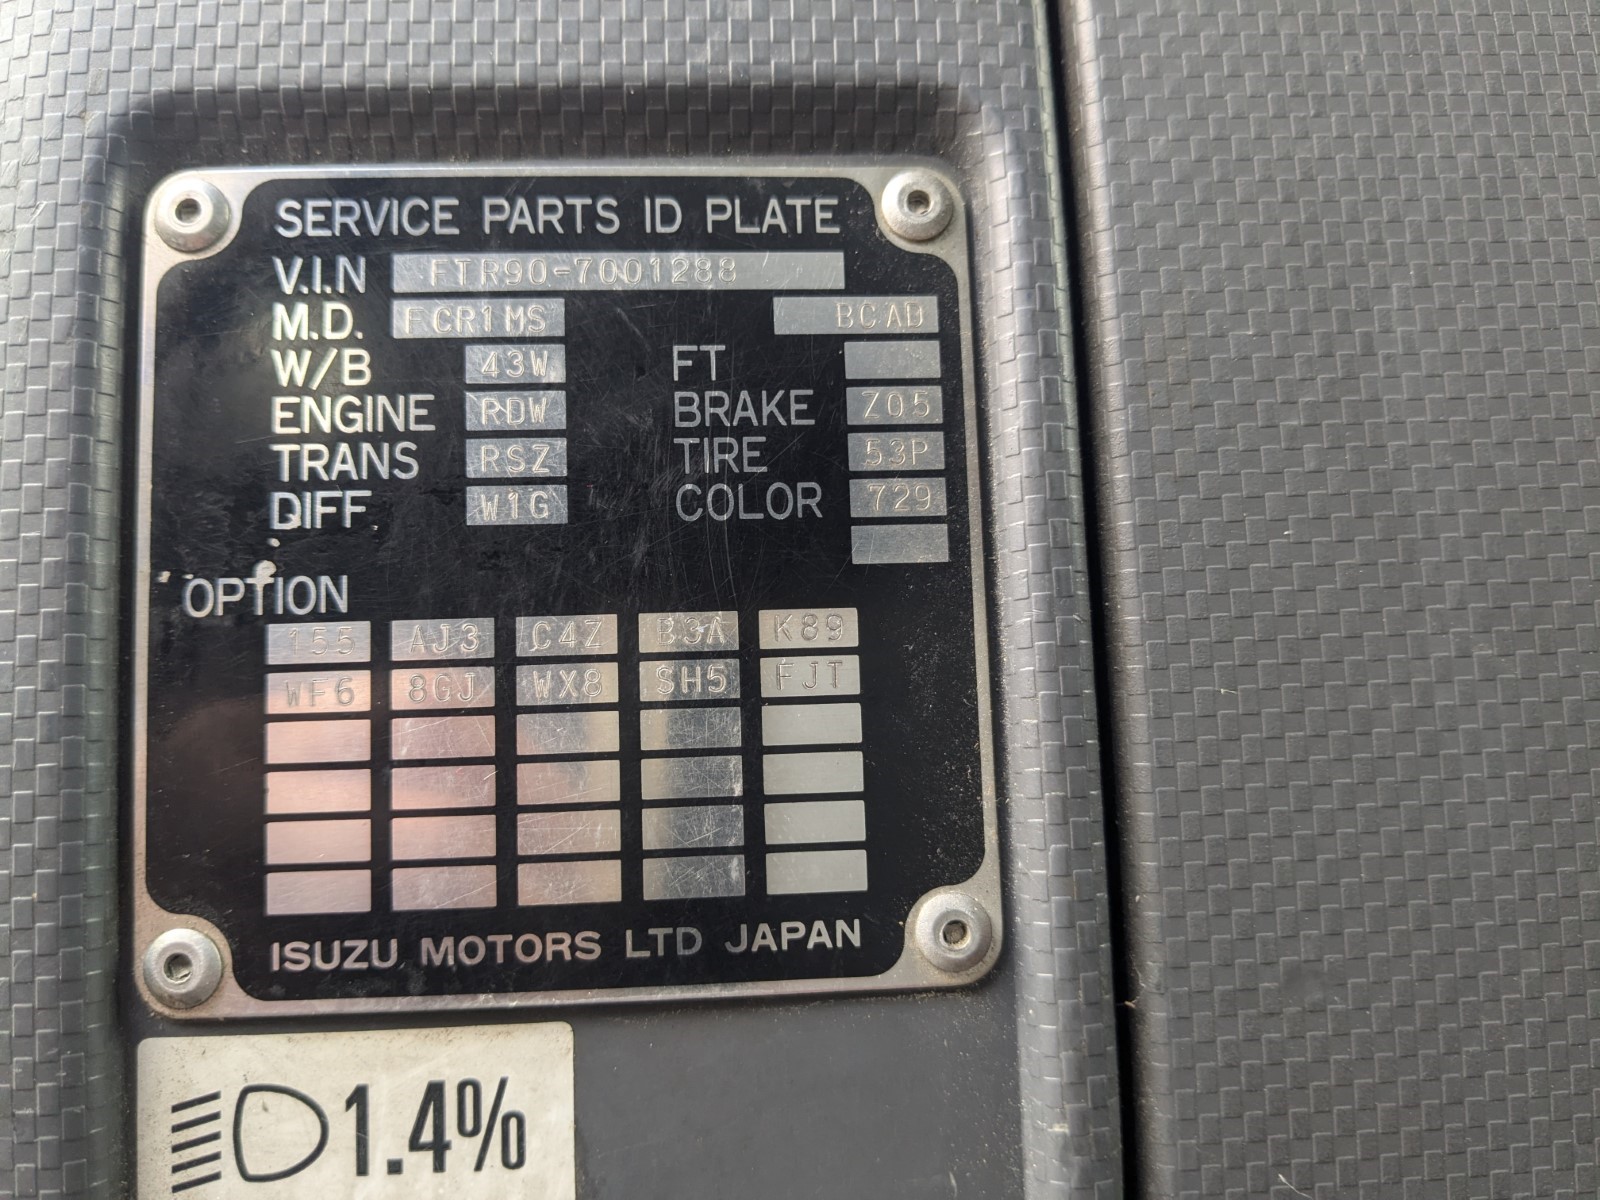 SERVICE PARTS ID PLATE
V.I.N FTR90-7001288
M.D. FCR1MS BCAD
W/B 43W FT
ENGINE RDW BRAKE Z05
TRANS RSZ TIRE 53P
DIFF W1G COLOR 729
OPTION
155 AJ3 C4Z B3A K89
WF6 8GJ WX8 SH5 FJT
ISUZU MOTORS LTD JAPAN
1.4%